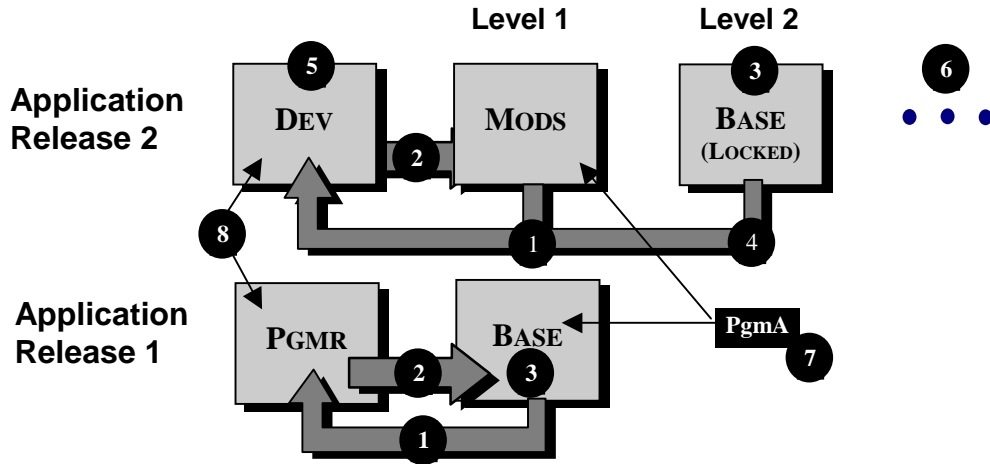 Level 1
Level 2
5
3
6
Application
Release 2
DEV
MODS
BASE
(LOCKED)
2
8
1
4
Application
Release 1
PGMR
BASE
PgmA
2
3
7
1